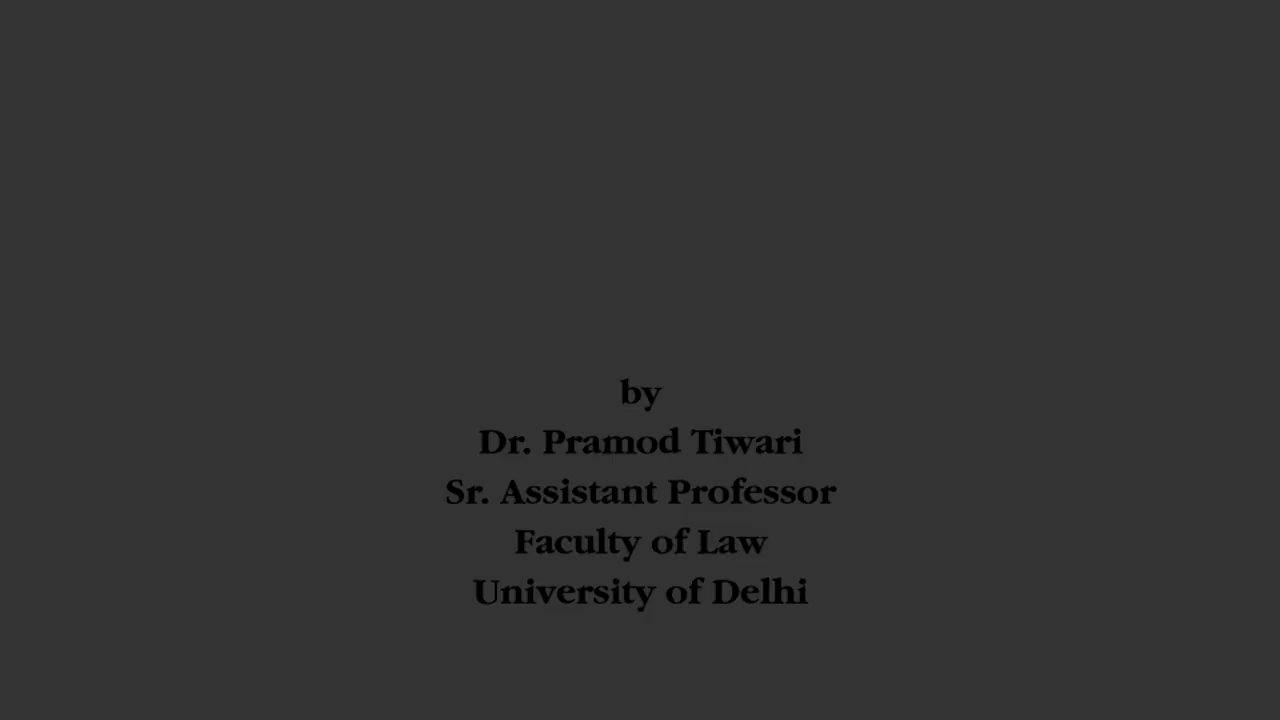 by
Dr. Pramod Tiwari
Sr. Assistant Professor
Faculty of Law
University of Delhi